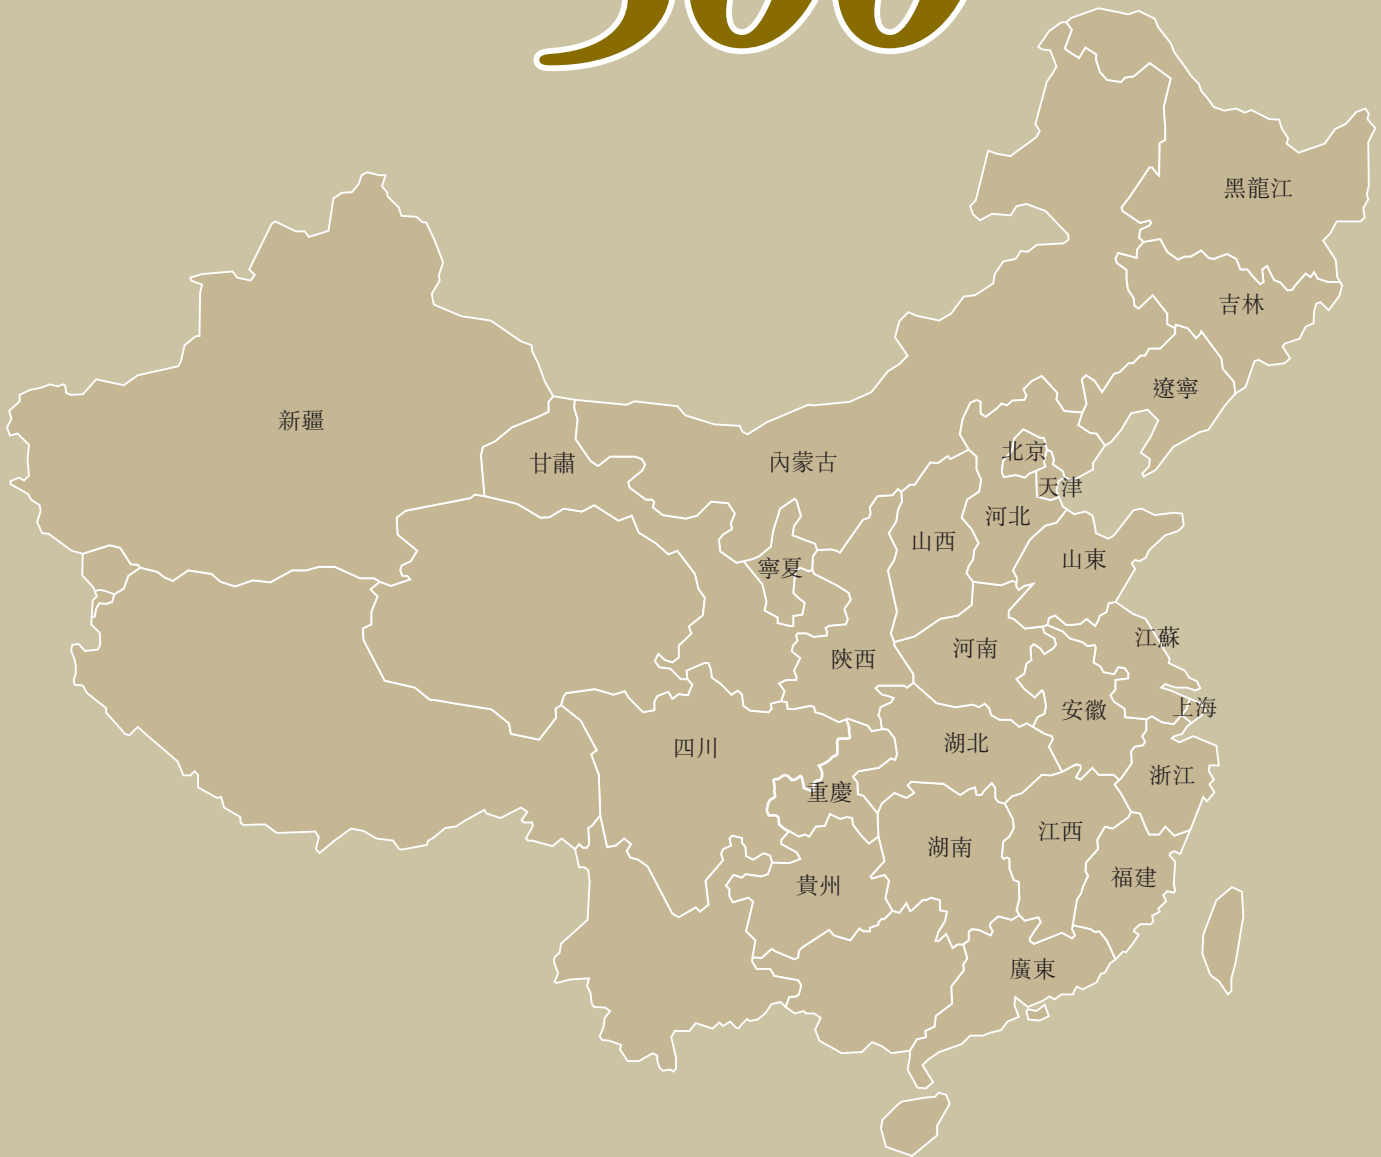 黑龍江
吉林
遼寧
新疆
北京
甘肅
內蒙古
天津
河北
山西
山東
寧夏
江蘇
河南
陝西
上海
安徽
湖北
四川
浙江
重慶
江西
湖南
福建
貴州
廣東